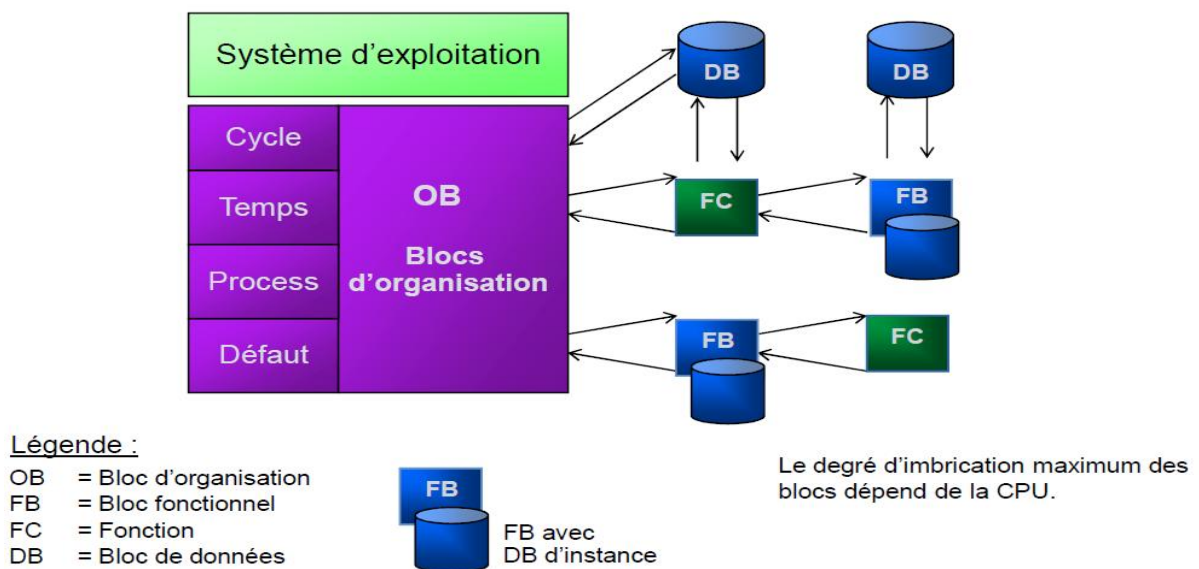 Système d'exploitation
DB
DB
Cycle
Temps
Process
Défaut
OB
Blocs
d'organisation
FC
FB
FB
FC
Légende :
OB = Bloc d'organisation
FB = Bloc fonctionnel
FC = Fonction
DB = Bloc de données
FB
FB avec
DB d'instance
Le degré d'imbrication maximum des
blocs dépend de la CPU.